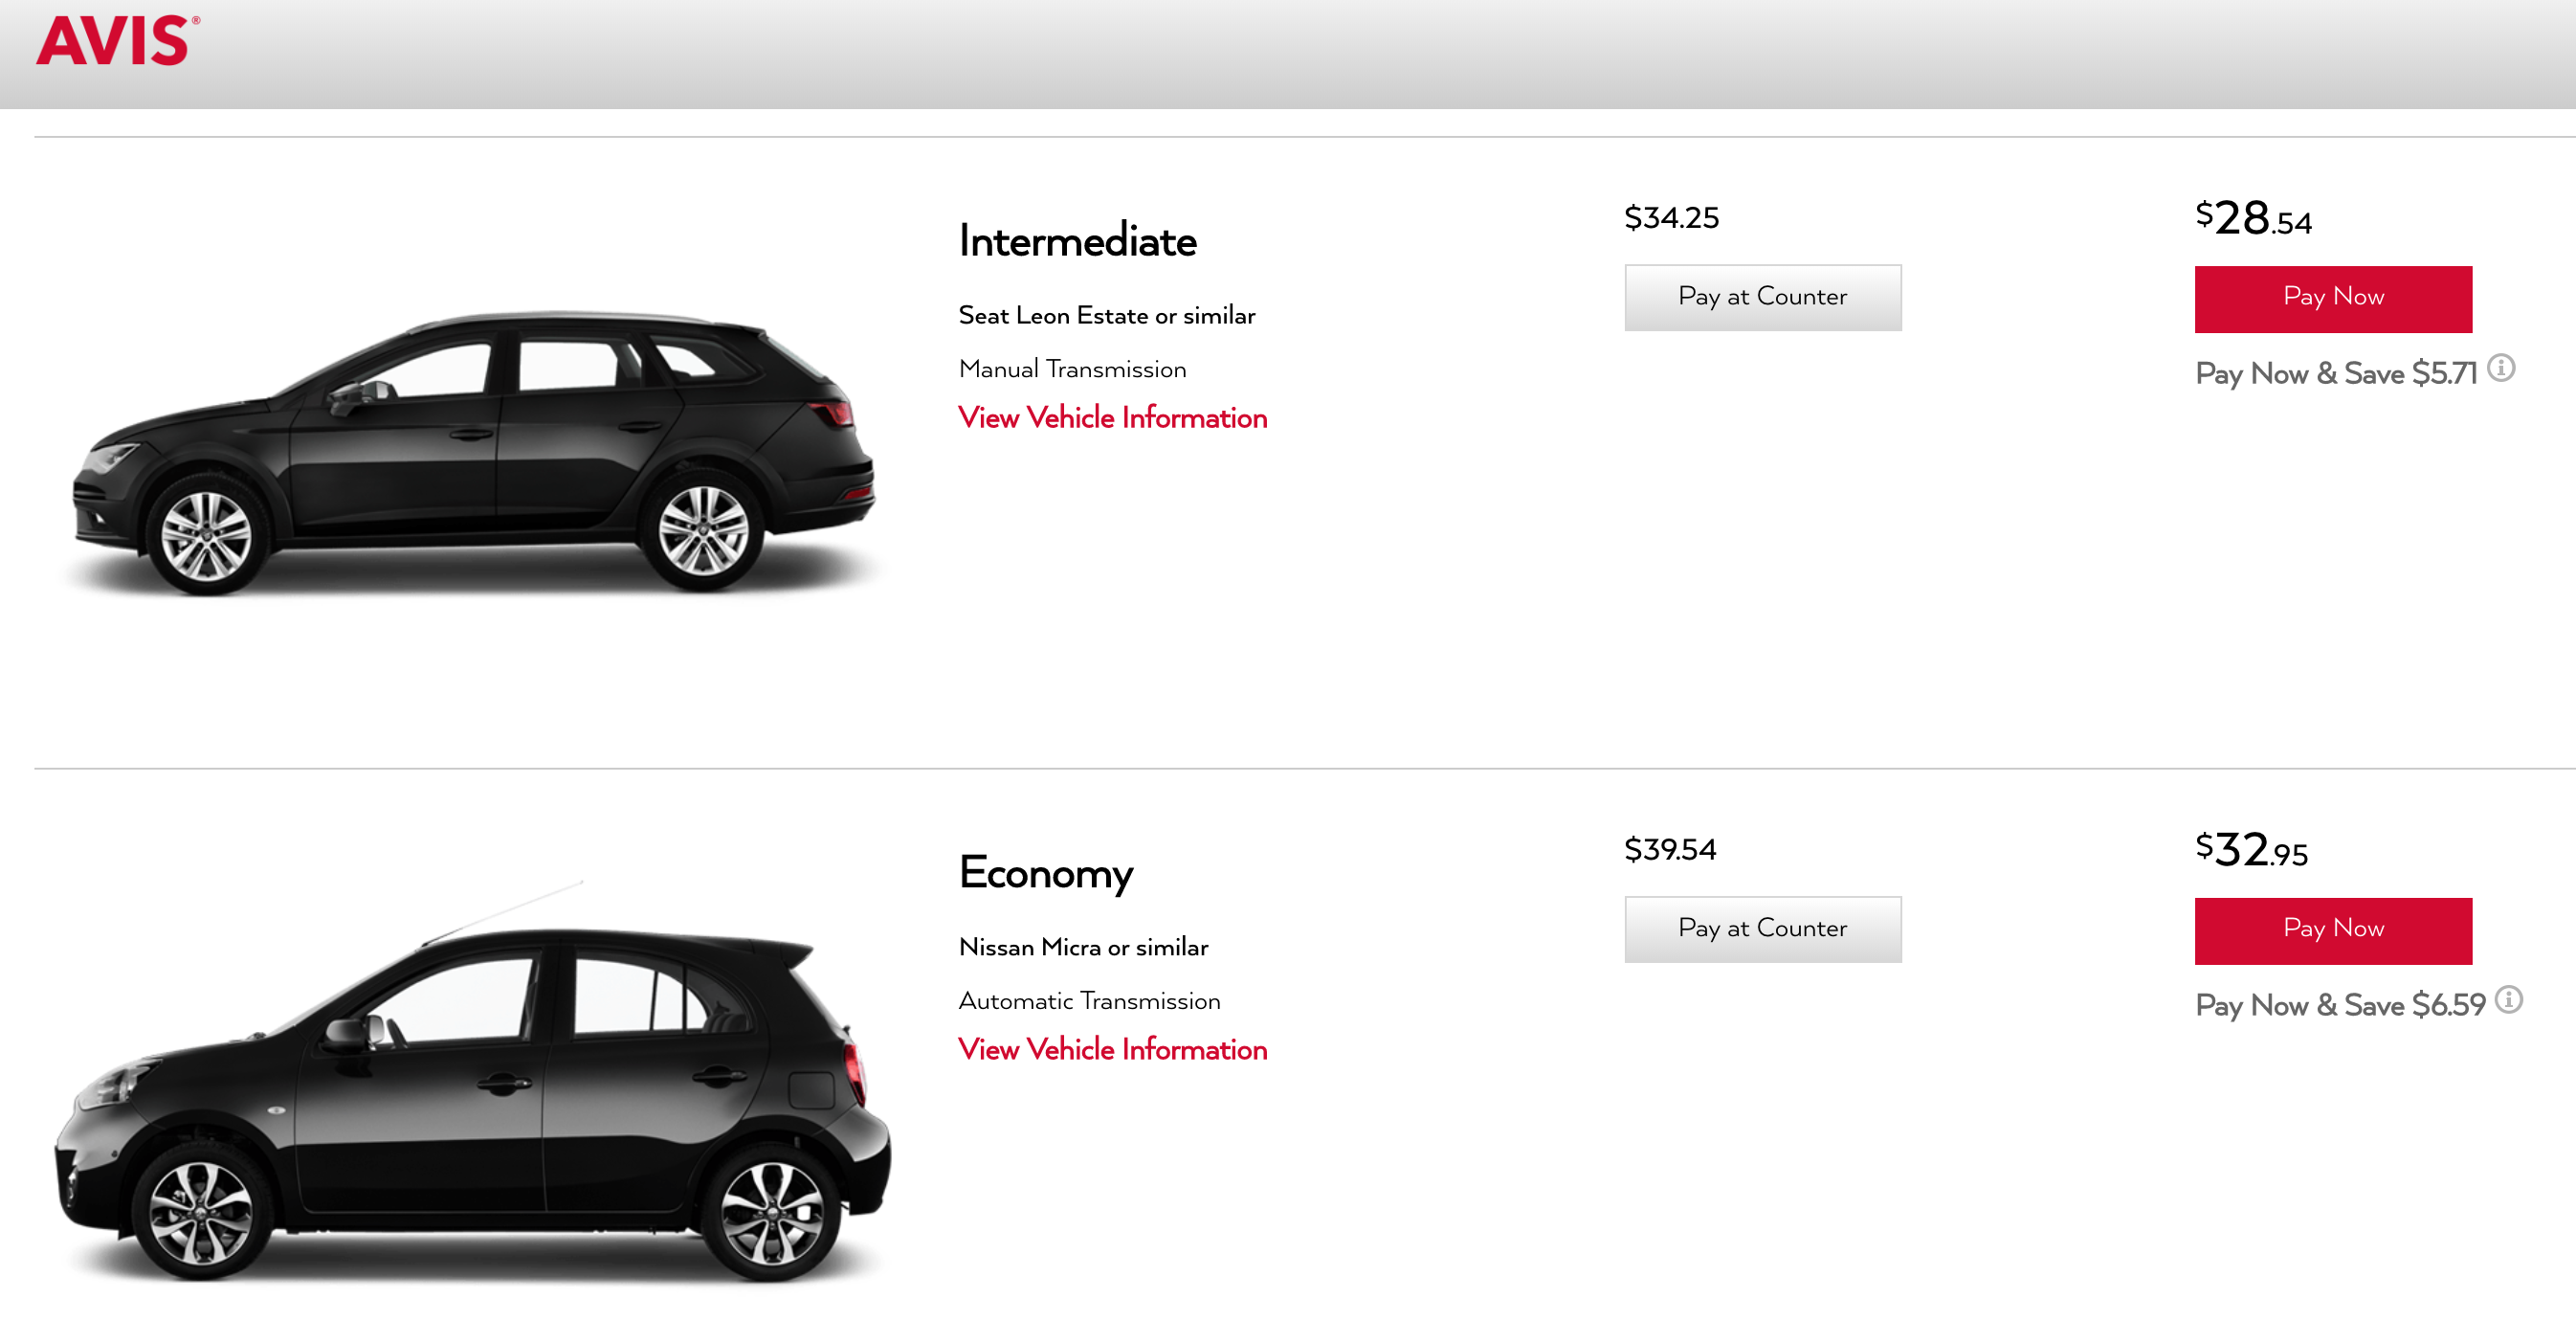 AVIS®
Intermediate
Seat Leon Estate or similar
Manual Transmission
View Vehicle Information
$34.25
Pay at Counter
$28.54
Pay Now
Pay Now & Save $5.71
Economy
Nissan Micra or similar
Automatic Transmission
View Vehicle Information
$39.54
Pay at Counter
$32.95
Pay Now
Pay Now & Save $6.59